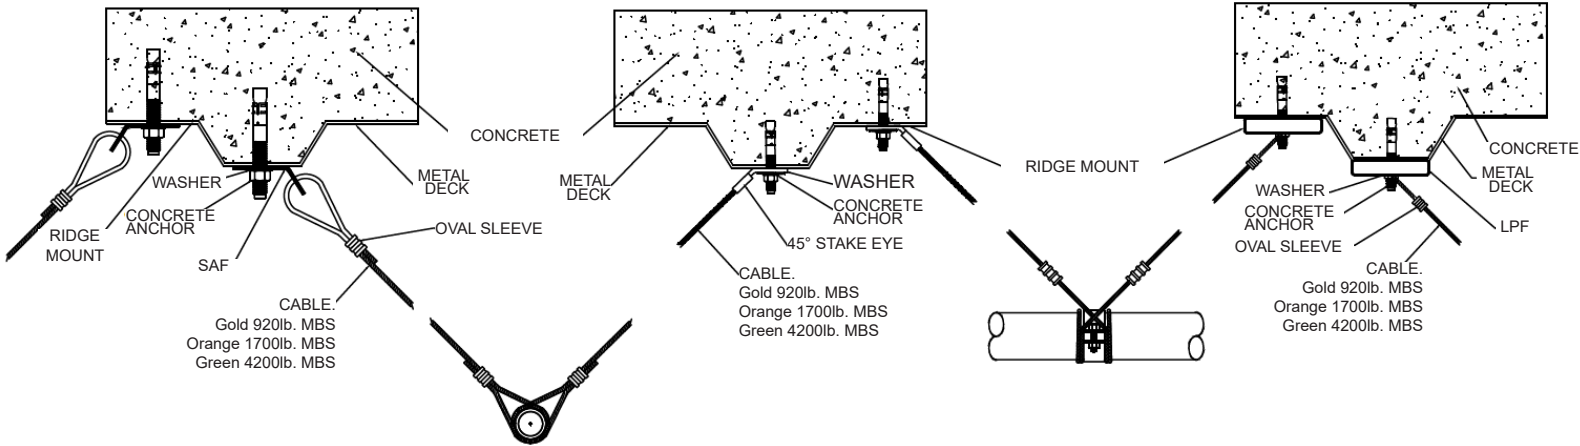 CONCRETE
WASHER
METAL
DECK
CONCRETE
ANCHOR
RIDGE
MOUNT
SAF
OVAL SLEEVE
CABLE.
Gold 920lb. MBS
Orange 1700lb. MBS
Green 4200lb. MBS
METAL
DECK
WASHER
CONCRETE
ANCHOR
45° STAKE EYE
CABLE.
Gold 920lb. MBS
Orange 1700lb. MBS
Green 4200lb. MBS
RIDGE MOUNT
CONCRETE
METAL
DECK
WASHER
CONCRETE
ANCHOR
LPF
OVAL SLEEVE
CABLE.
Gold 920lb. MBS
Orange 1700lb. MBS
Green 4200lb. MBS